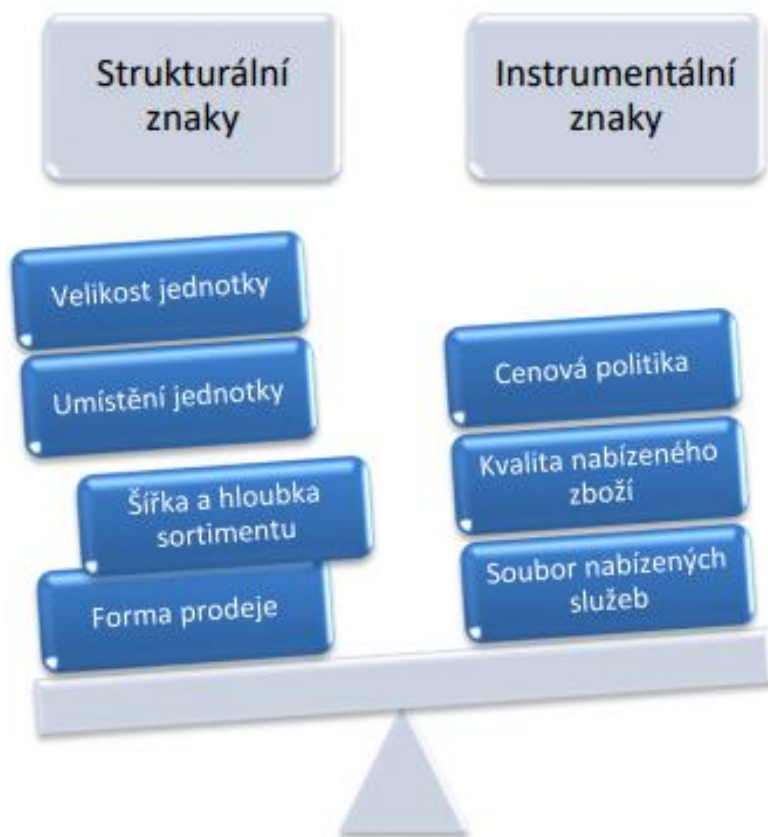 Strukturální
znaky
Instrumentální
znaky
Velikost jednotky
Umístění jednotky
Šířka a hloubka
sortimentu
Forma prodeje
Cenová politika
Kvalita nabízeného
zboží
Soubor nabízených
služeb